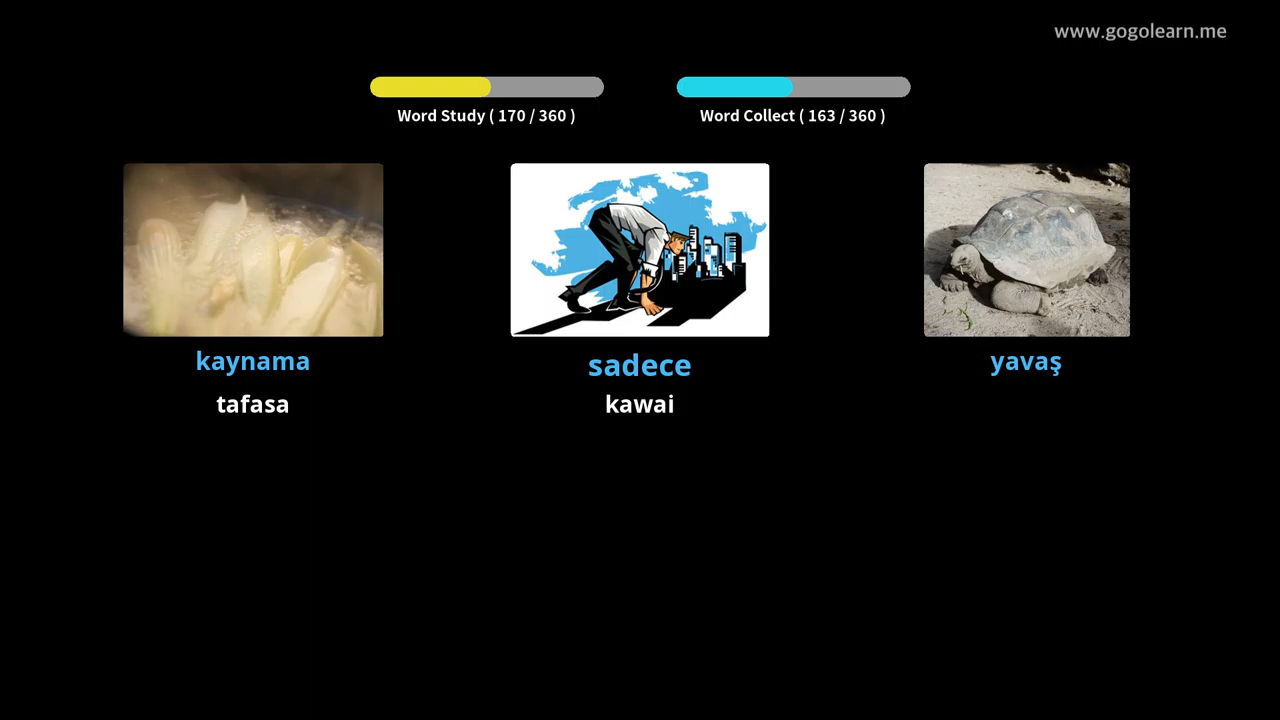 www.gogolearn.me
Word Study ( 170 / 360 )
Word Collect ( 163 / 360 )
kaynama
sadece
yavaş
tafasa
kawai